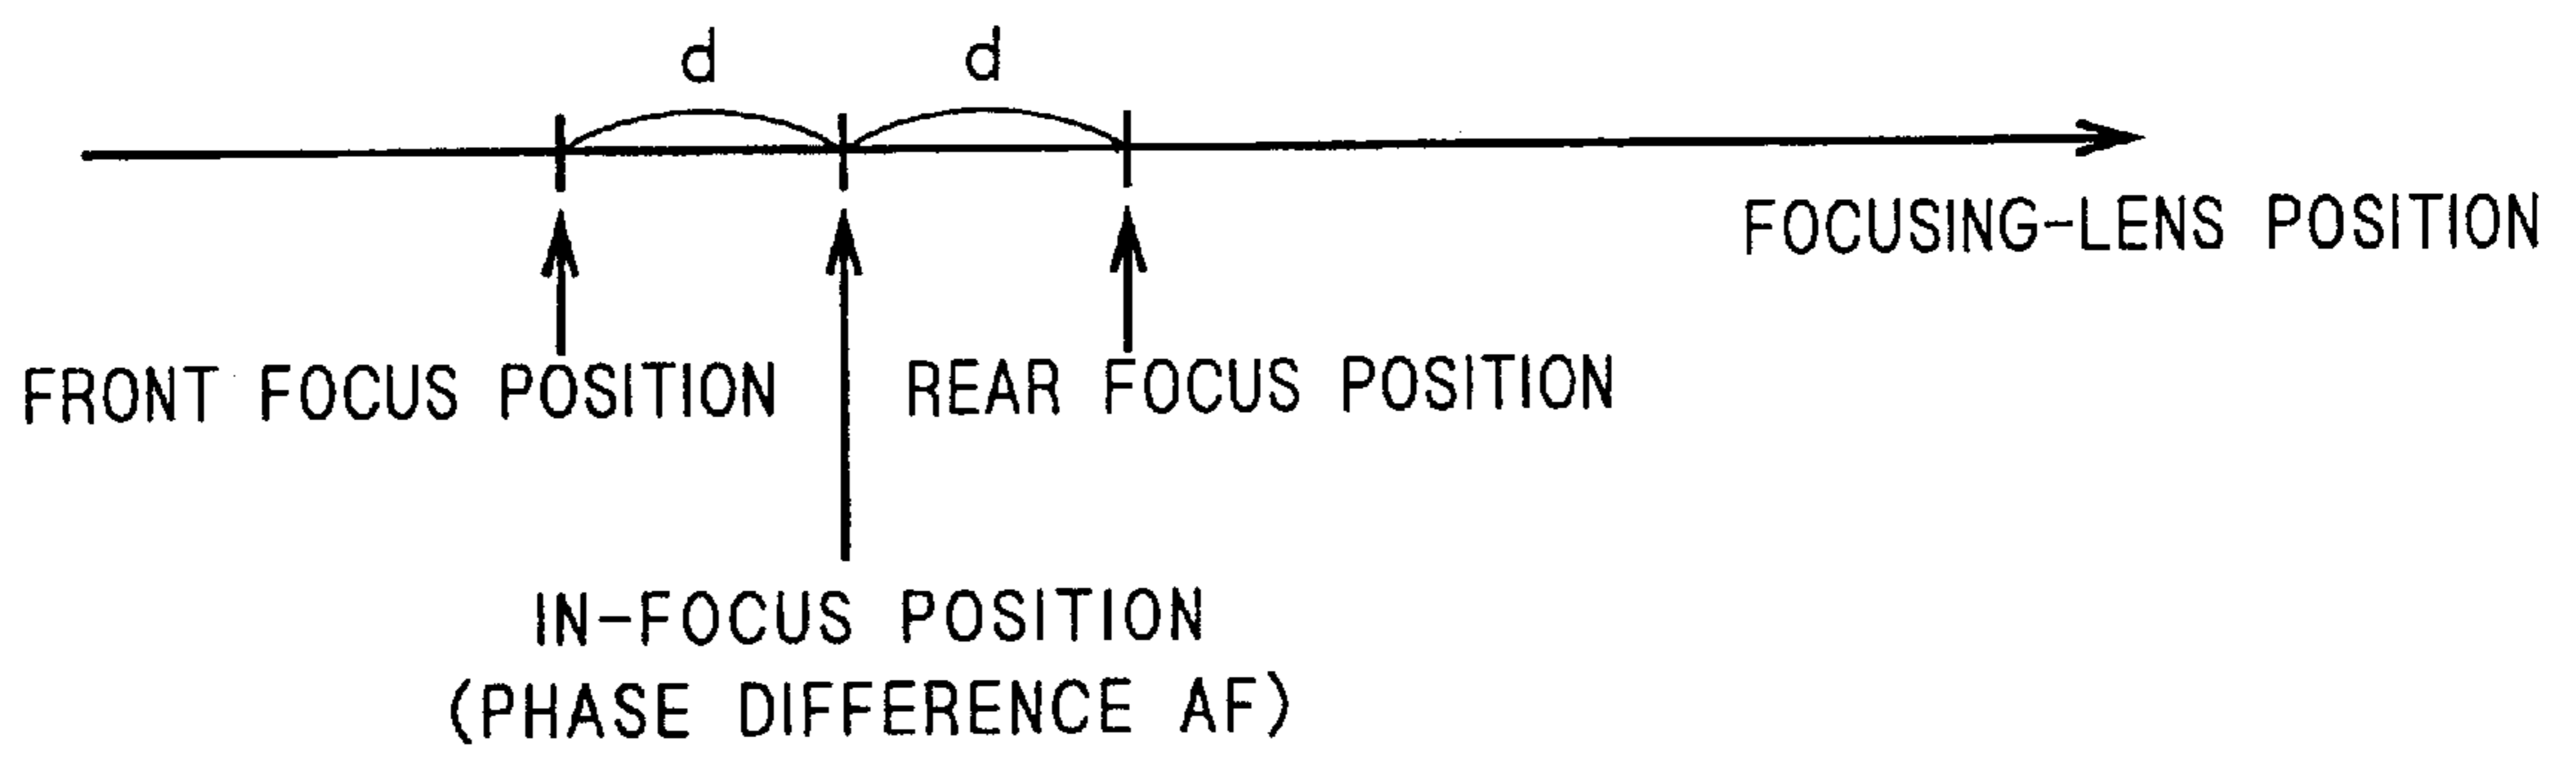 d d
FOCUSING-LENS POSITION
FRONT FOCUS POSITION REAR FOCUS POSITION
IN-FOCUS POSITION
(PHASE DIFFERENCE AF)